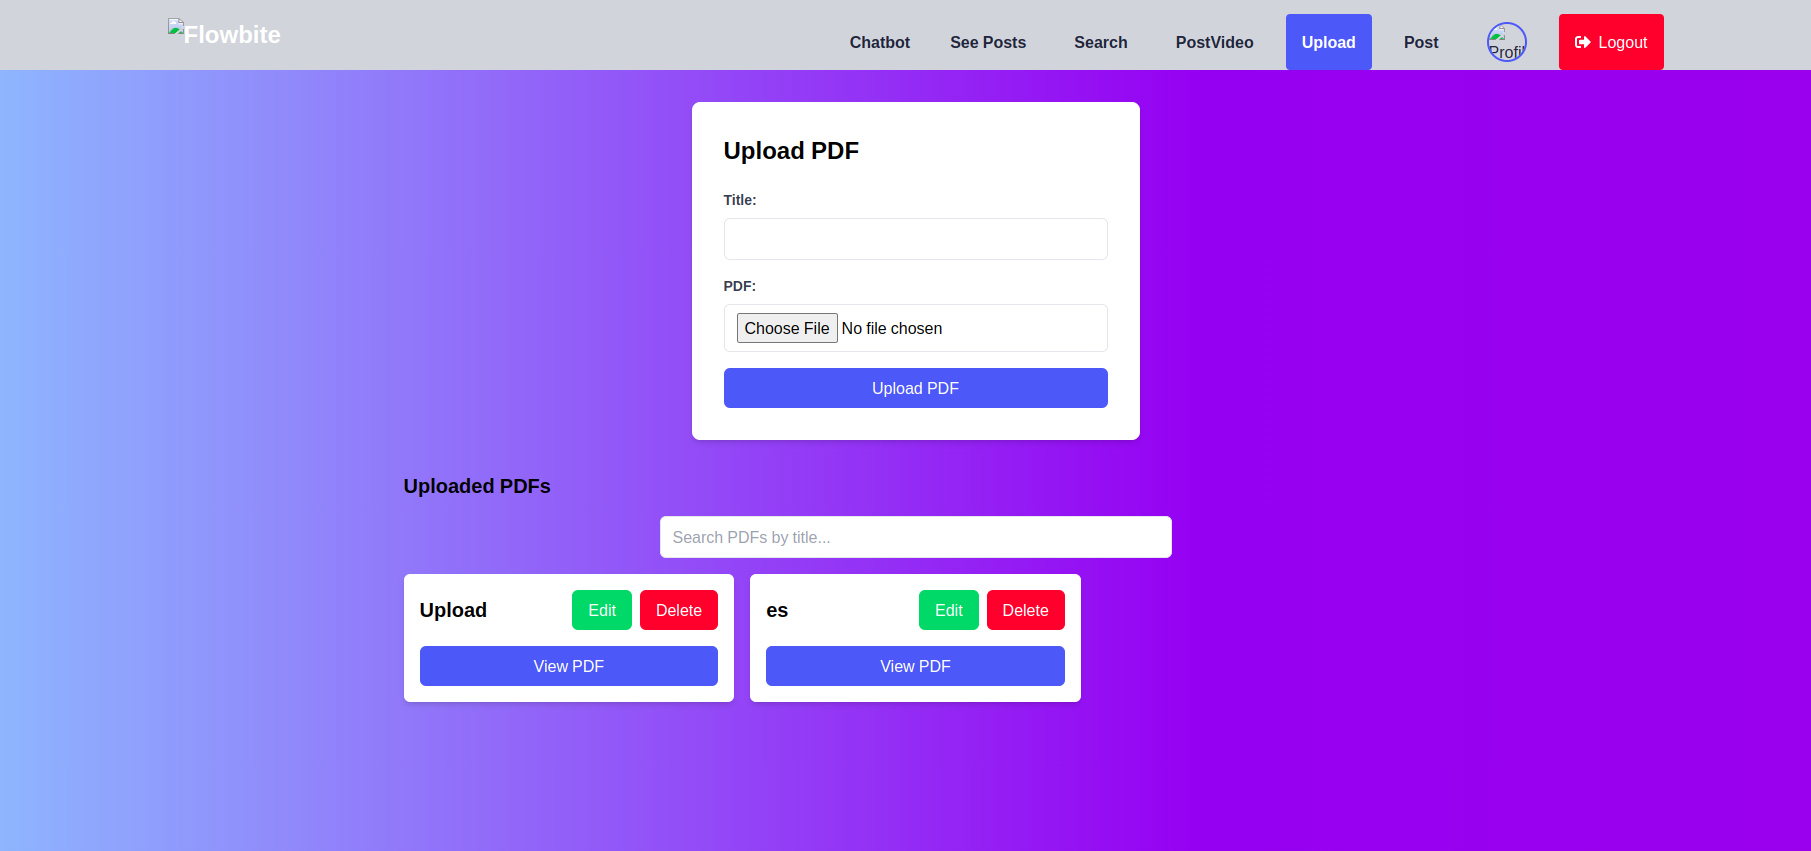 Flowbite
Chatbot
See Posts
Search
PostVideo
Upload
Post
Profil
Logout
Upload PDF
Title:
PDF:
Choose File No file chosen
Upload PDF
Uploaded PDFs
Search PDFs by title...
Upload
Edit
Delete
View PDF
es
Edit
Delete
View PDF